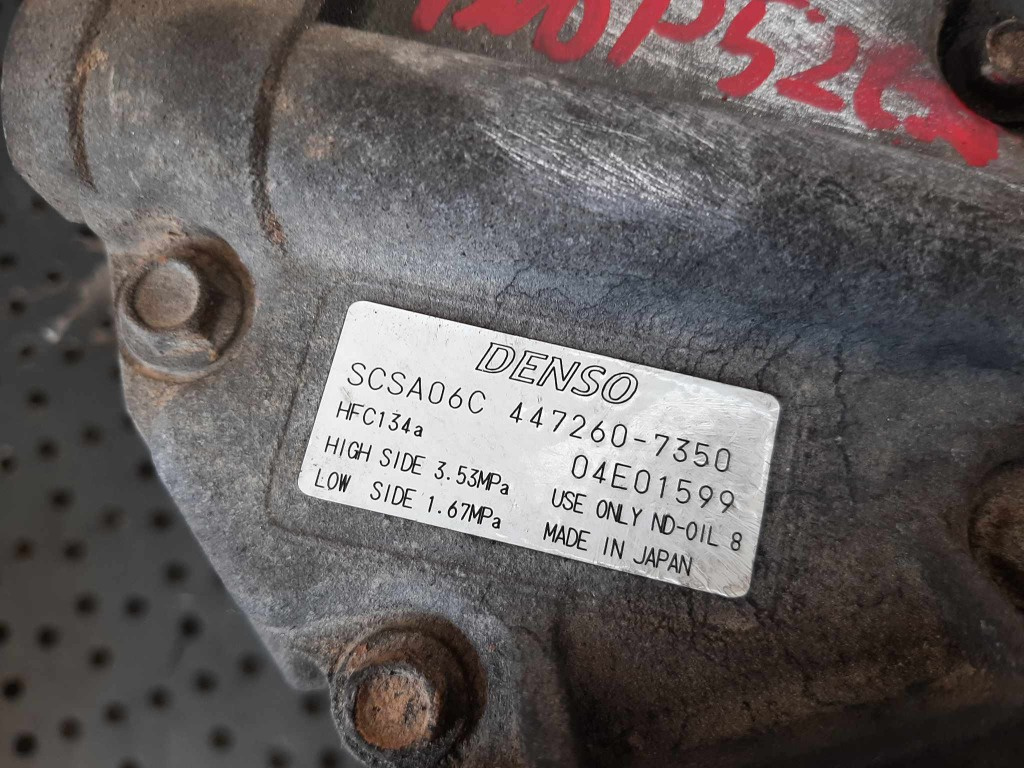 DENSO
SCSA06C 447260-7350
HFC134a 04E01599
HIGH SIDE 3.53MPa USE ONLY ND-OIL 8
LOW SIDE 1.67MPa MADE IN JAPAN